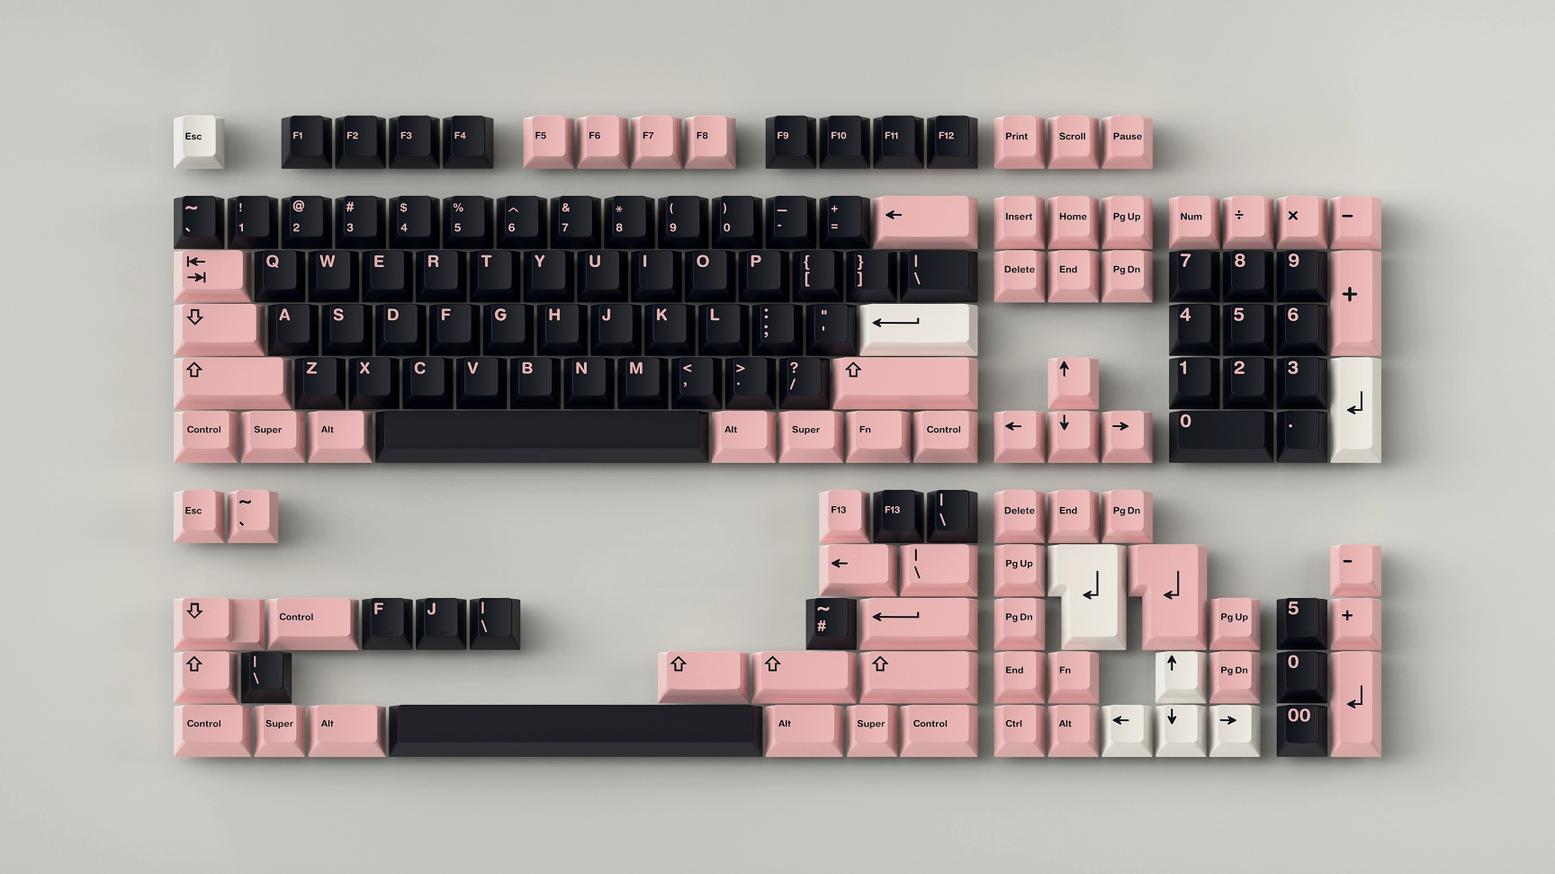 Esc F1 F2 F3 F4 F5 F6 F7 F8 F9 F10 F11 F12 Print Scroll Pause
~ ! @ # $ % ^ & * ( ) — +
` 1 2 3 4 5 6 7 8 9 0 - = ← Insert Home Pg Up Num ÷ × −
⇤ Q W E R T Y U I O P { } | 7 8 9
⇥ [ ] \ Delete End Pg Dn +
⇩ A S D F G H J K L : " 4 5 6
; ' ⟵
⇧ Z X C V B N M < > ? ⇧ ↑ 1 2 3
, . / ↵
Control Super Alt Alt Super Fn Control ← ↓ → 0 .
Esc ~ F13 F13 | Delete End Pg Dn
` \
← | Pg Up ↵ ↵ −
\
⇩ Control F J | ~ ⟵ Pg Dn Pg Up 5 +
\ #
⇧ | ⇧ ⇧ ⇧ End Fn ↑ Pg Dn 0 ↵
\
Control Super Alt Alt Super Control Ctrl Alt ← ↓ → 00